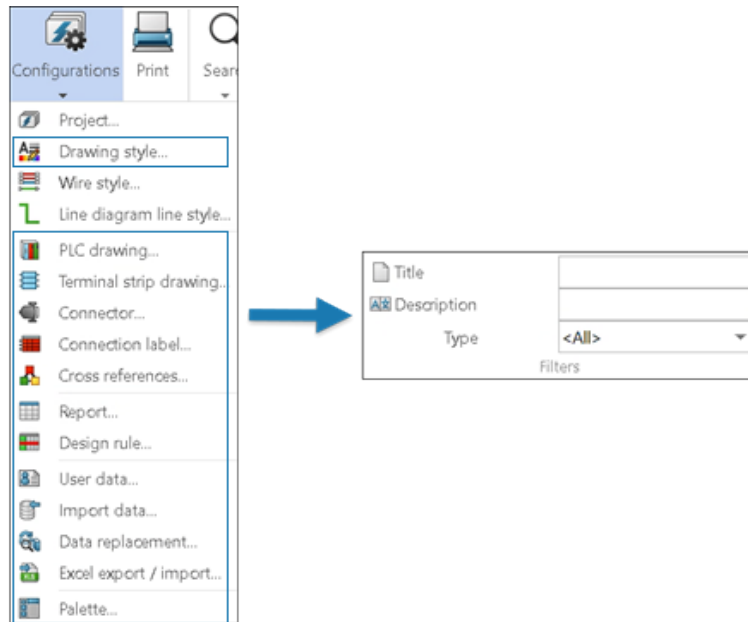 Configurations
Print
Project...
Drawing style...
Wire style...
Line diagram line style...
PLC drawing...
Terminal strip drawing..
Connector...
Connection label...
Cross references...
Report...
Design rule...
User data...
Import data...
Data replacement...
Excel export / import...
Palette...
Title
Description
Type
<All>
Filters